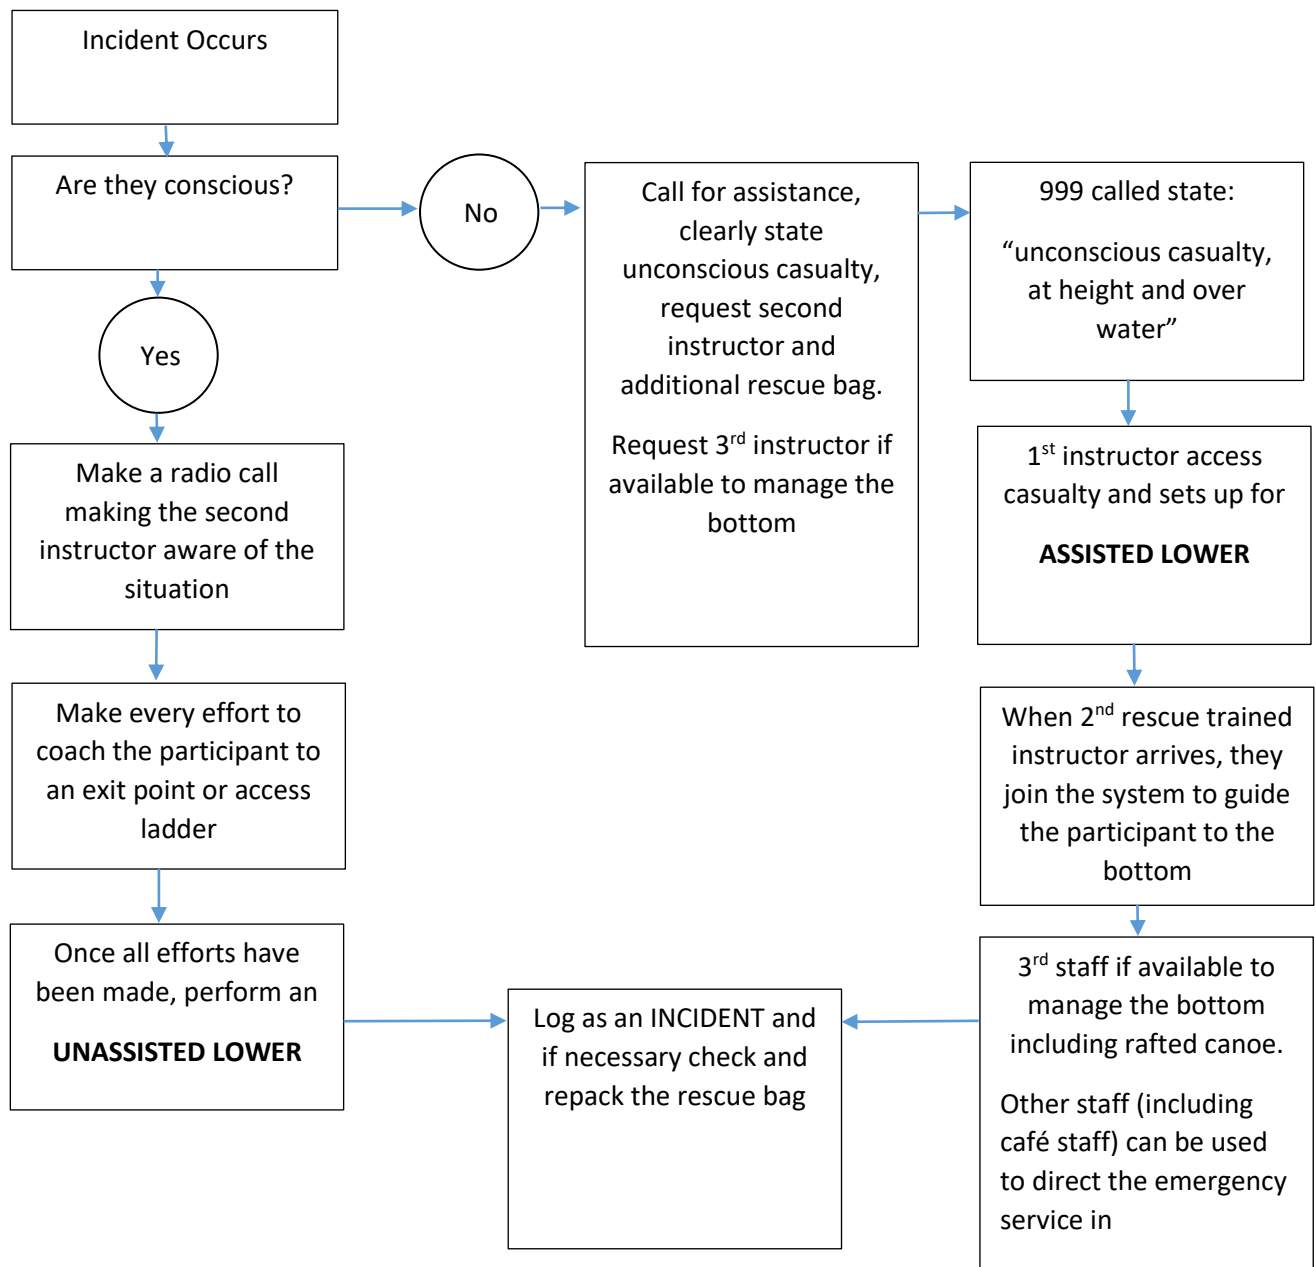 Incident Occurs
Are they conscious?
No
Yes
Make a radio call
making the second
instructor aware of the
situation
Make every effort to
coach the participant to
an exit point or access
ladder
Once all efforts have
been made, perform an
UNASSISTED LOWER
Call for assistance,
clearly state
unconscious casualty,
request second
instructor and
additional rescue bag.
Request 3rd instructor if
available to manage the
bottom
999 called state:
“unconscious casualty,
at height and over
water”
1st instructor access
casualty and sets up for
ASSISTED LOWER
When 2nd rescue trained
instructor arrives, they
join the system to guide
the participant to the
bottom
3rd staff if available to
manage the bottom
including rafted canoe.
Other staff (including
café staff) can be used
to direct the emergency
service in
Log as an INCIDENT and
if necessary check and
repack the rescue bag